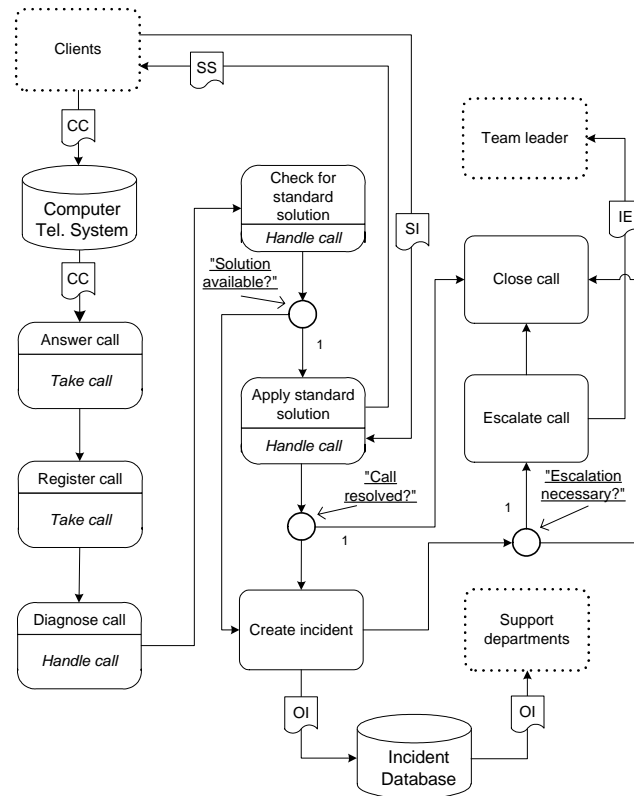 Clients
SS
CC
Team leader
Computer
Tel. System
Check for
standard
solution
Handle call
SI
IE
"Solution
available?"
Close call
CC
1
Answer call
Take call
Apply standard
solution
Handle call
Escalate call
Register call
Take call
"Call
resolved?"
1
"Escalation
necessary?"
1
Diagnose call
Handle call
Create incident
Support
departments
OI
OI
Incident
Database